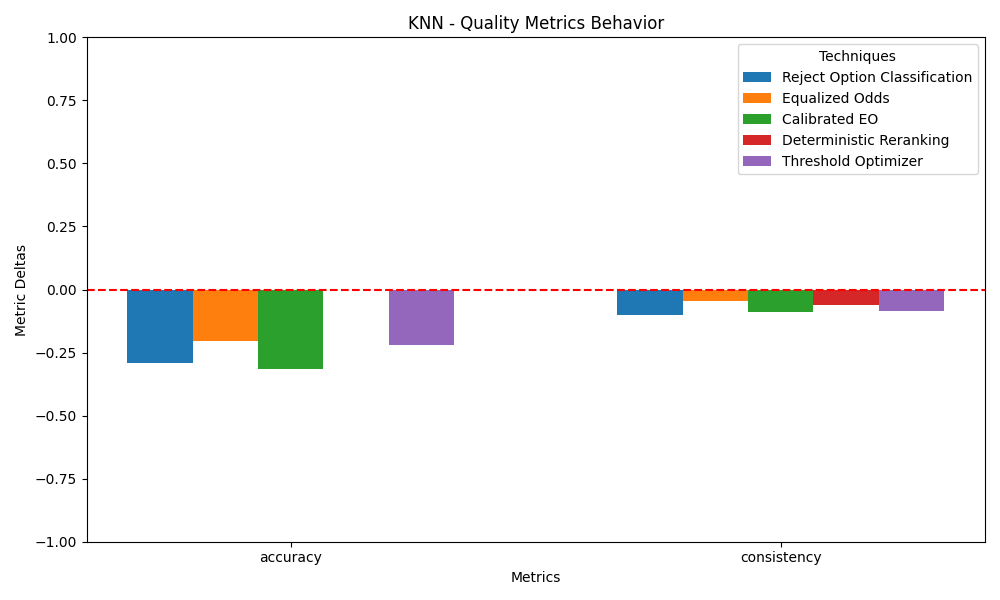 KNN - Quality Metrics Behavior
Techniques
Reject Option Classification
Equalized Odds
Calibrated EO
Deterministic Reranking
Threshold Optimizer
Metric Deltas
1.00
0.75
0.50
0.25
0.00
−0.25
−0.50
−0.75
−1.00
accuracy
consistency
Metrics